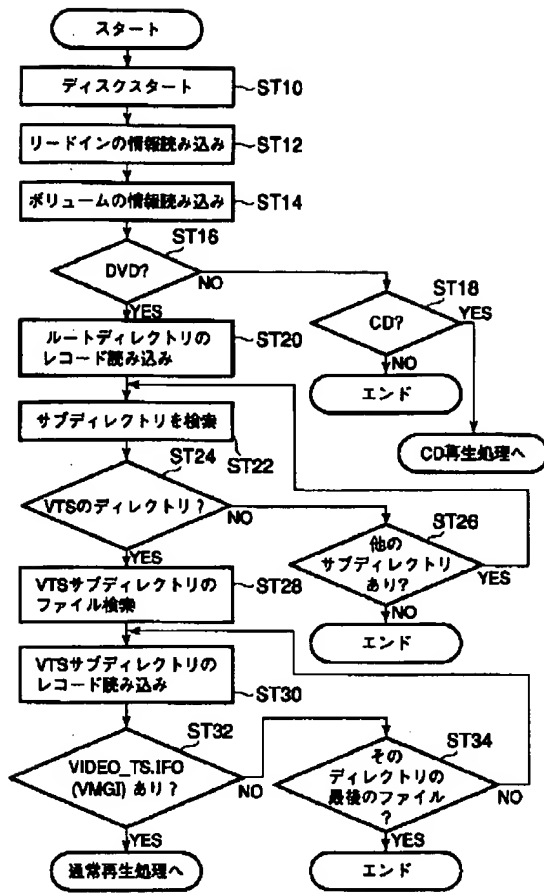 スタート
ディスクスタート
ST10
リードインの情報読み込み
ST12
ボリュームの情報読み込み
ST14
ST16
DVD?
NO
YES
ST18
CD?
YES
NO
エンド
CD再生処理へ
ルートディレクトリの
レコード読み込み
ST20
サブディレクトリを検索
ST22
ST24
VTSのディレクトリ?
NO
YES
ST26
他の
サブディレクトリ
あり?
YES
NO
エンド
VTSサブディレクトリの
ファイル検索
ST28
VTSサブディレクトリの
レコード読み込み
ST30
ST32
VIDEO_TS.IFO
(VMGI) あり?
NO
YES
通常再生処理へ
ST34
その
ディレクトリの
最後のファイル
?
NO
YES
エンド